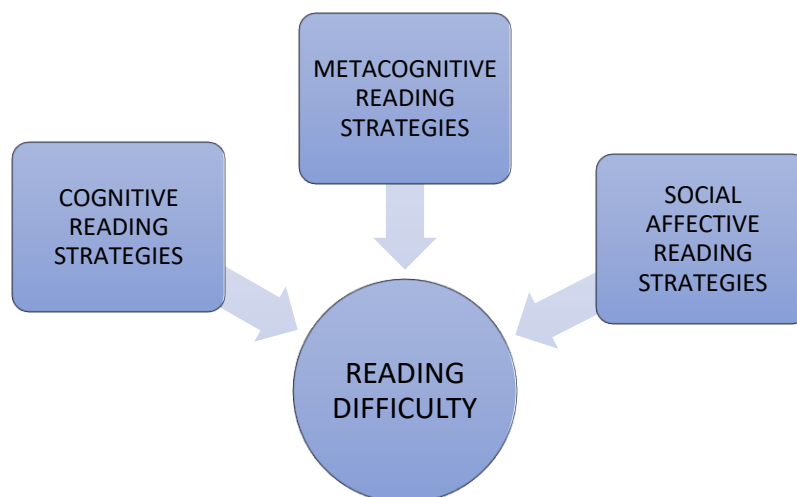 METACOGNITIVE
READING
STRATEGIES
COGNITIVE
READING
STRATEGIES
SOCIAL
AFFECTIVE
READING
STRATEGIES
READING
DIFFICULTY